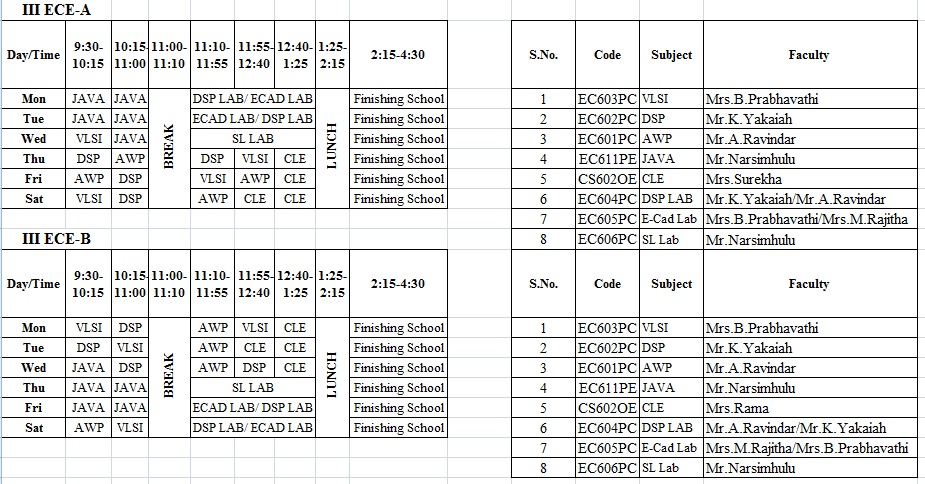 III ECE-A
Day/Time 9:30-10:15 10:15-11:00 11:00-11:10 11:10-11:55 11:55-12:40 12:40-1:25 1:25-2:15 2:15-4:30
Mon JAVA JAVA BREAK DSP LAB/ ECAD LAB LUNCH Finishing School
Tue JAVA JAVA ECAD LAB/ DSP LAB Finishing School
Wed VLSI JAVA SL LAB Finishing School
Thu DSP AWP DSP VLSI CLE Finishing School
Fri AWP DSP VLSI AWP CLE Finishing School
Sat VLSI DSP AWP CLE CLE Finishing School
S.No. Code Subject Faculty
1 EC603PC VLSI Mrs.B.Prabhavathi
2 EC602PC DSP Mr.K.Yakaiah
3 EC601PC AWP Mr.A.Ravindar
4 EC611PE JAVA Mr.Narsimhulu
5 CS602OE CLE Mrs.Surekha
6 EC604PC DSP LAB Mr.K.Yakaiah/Mr.A.Ravindar
7 EC605PC E-Cad Lab Mrs.B.Prabhavathi/Mrs.M.Rajitha
8 EC606PC SL Lab Mr.Narsimhulu
III ECE-B
Day/Time 9:30-10:15 10:15-11:00 11:00-11:10 11:10-11:55 11:55-12:40 12:40-1:25 1:25-2:15 2:15-4:30
Mon VLSI DSP BREAK AWP VLSI CLE LUNCH Finishing School
Tue DSP VLSI AWP CLE CLE Finishing School
Wed JAVA DSP AWP DSP CLE Finishing School
Thu JAVA JAVA SL LAB Finishing School
Fri JAVA JAVA ECAD LAB/ DSP LAB Finishing School
Sat AWP VLSI DSP LAB/ ECAD LAB Finishing School
S.No. Code Subject Faculty
1 EC603PC VLSI Mrs.B.Prabhavathi
2 EC602PC DSP Mr.K.Yakaiah
3 EC601PC AWP Mr.A.Ravindar
4 EC611PE JAVA Mr.Narsimhulu
5 CS602OE CLE Mrs.Rama
6 EC604PC DSP LAB Mr.A.Ravindar/Mr.K.Yakaiah
7 EC605PC E-Cad Lab Mrs.M.Rajitha/Mrs.B.Prabhavathi
8 EC606PC SL Lab Mr.Narsimhulu